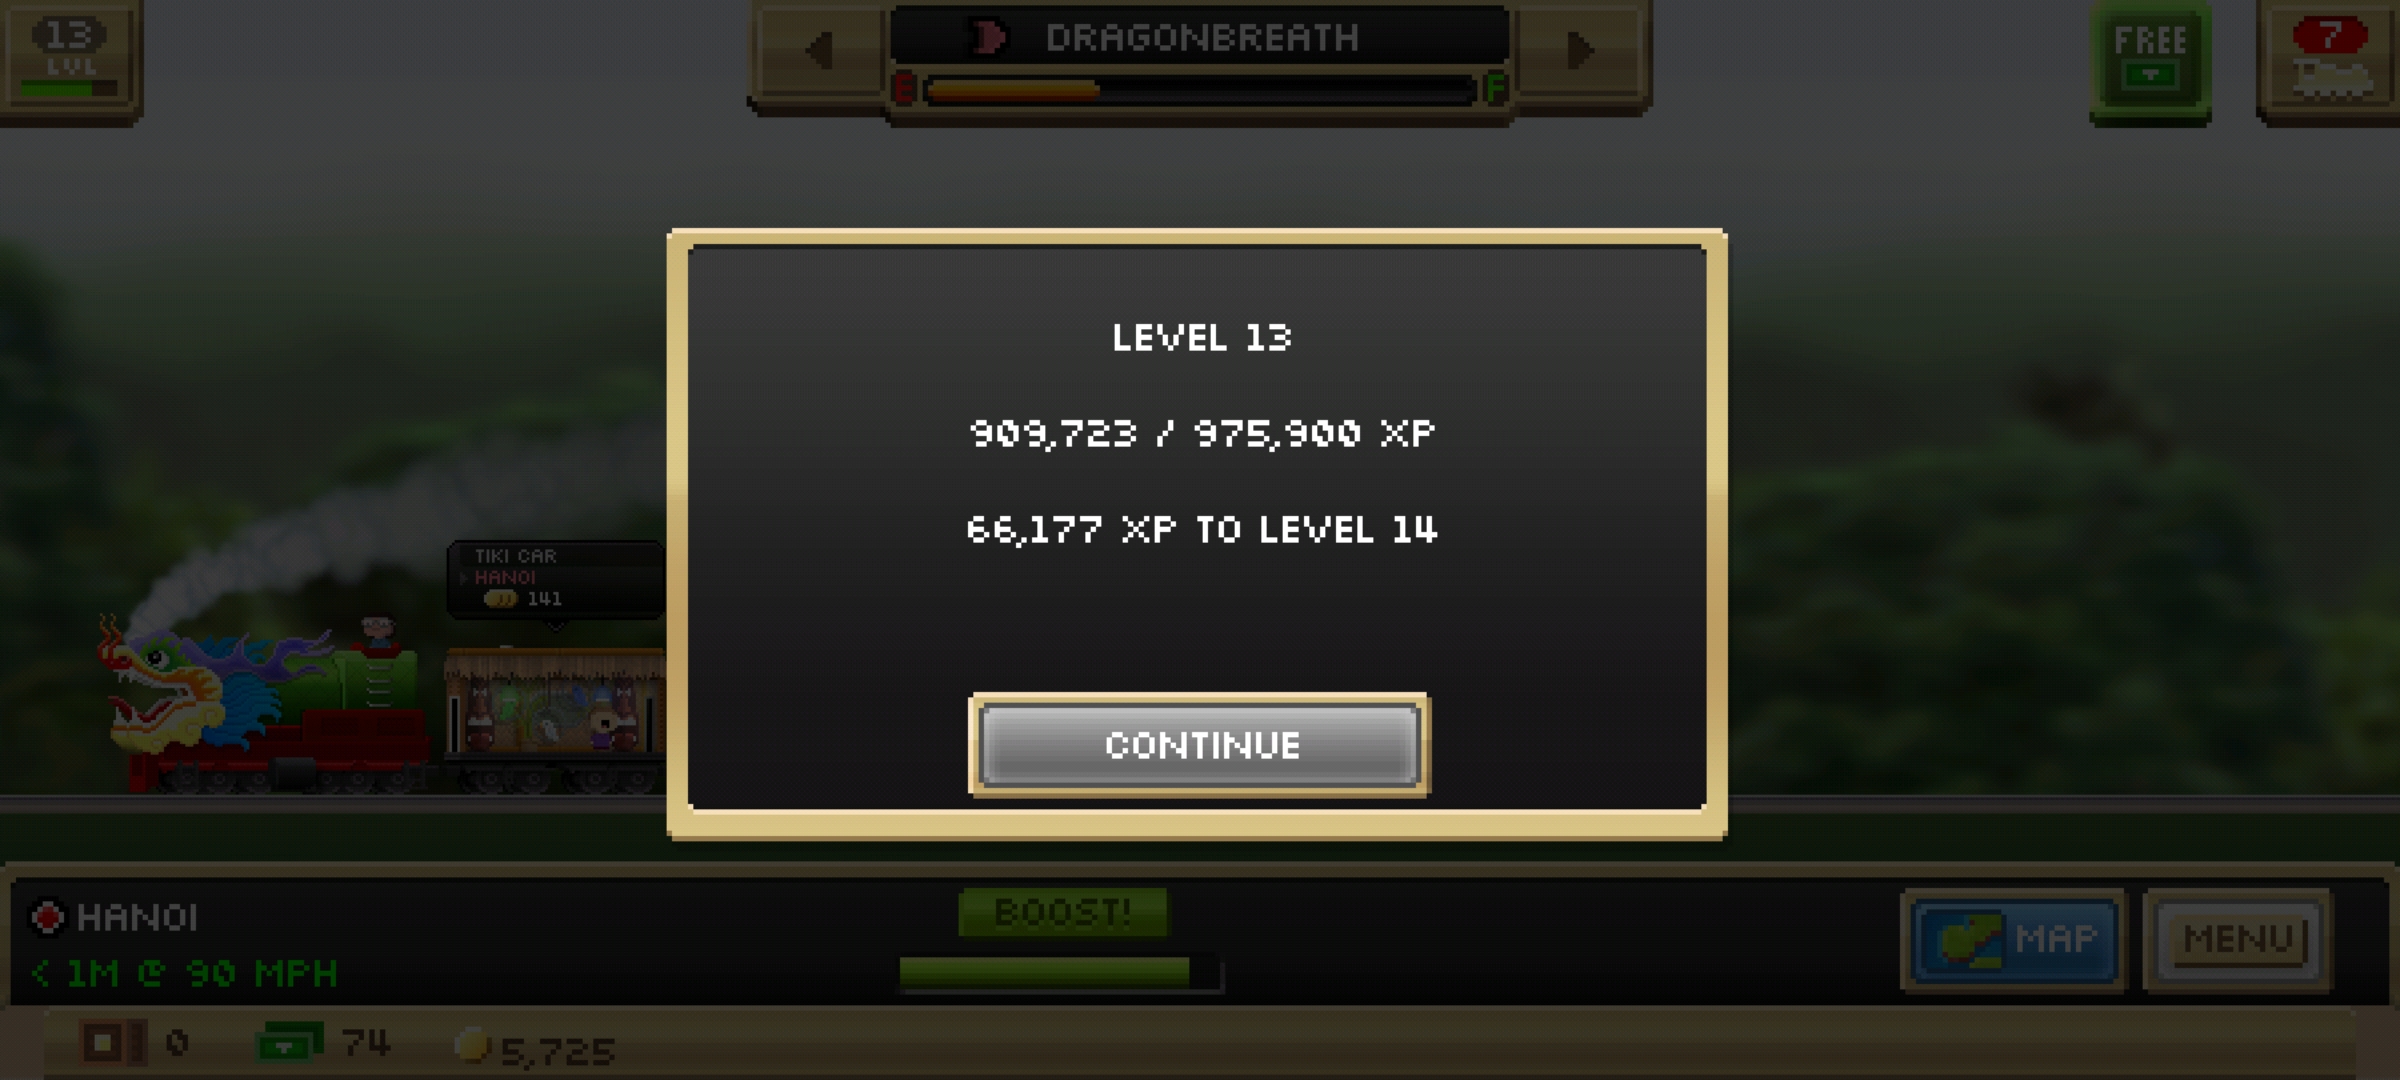 13
LVL
DRAGONBREATH
E
F
FREE
7
LEVEL 13
909,723 / 975,900 XP
66,177 XP TO LEVEL 14
TIKI CAR
HANOI
141
CONTINUE
HANOI
BOOST!
< 1M @ 90 MPH
MAP
MENU
0
74
5,725